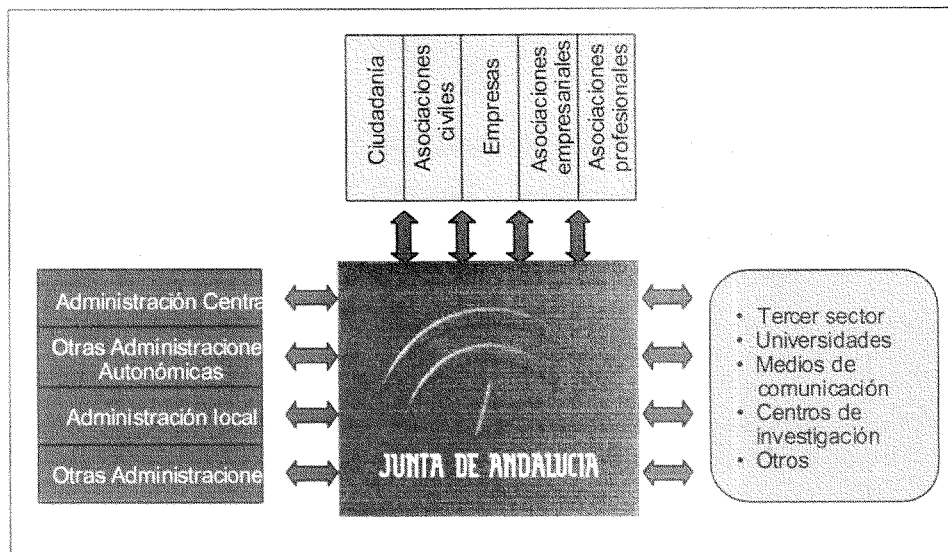 Ciudadanía
Asociaciones
civiles
Empresas
Asociaciones
empresariales
Asociaciones
profesionales
Administración Centra
Otras Administracione
Autonómicas
Administración local
Otras Administracione
JUNTA DE ANDALUCIA
• Tercer sector
• Universidades
• Medios de
comunicación
• Centros de
investigación
• Otros